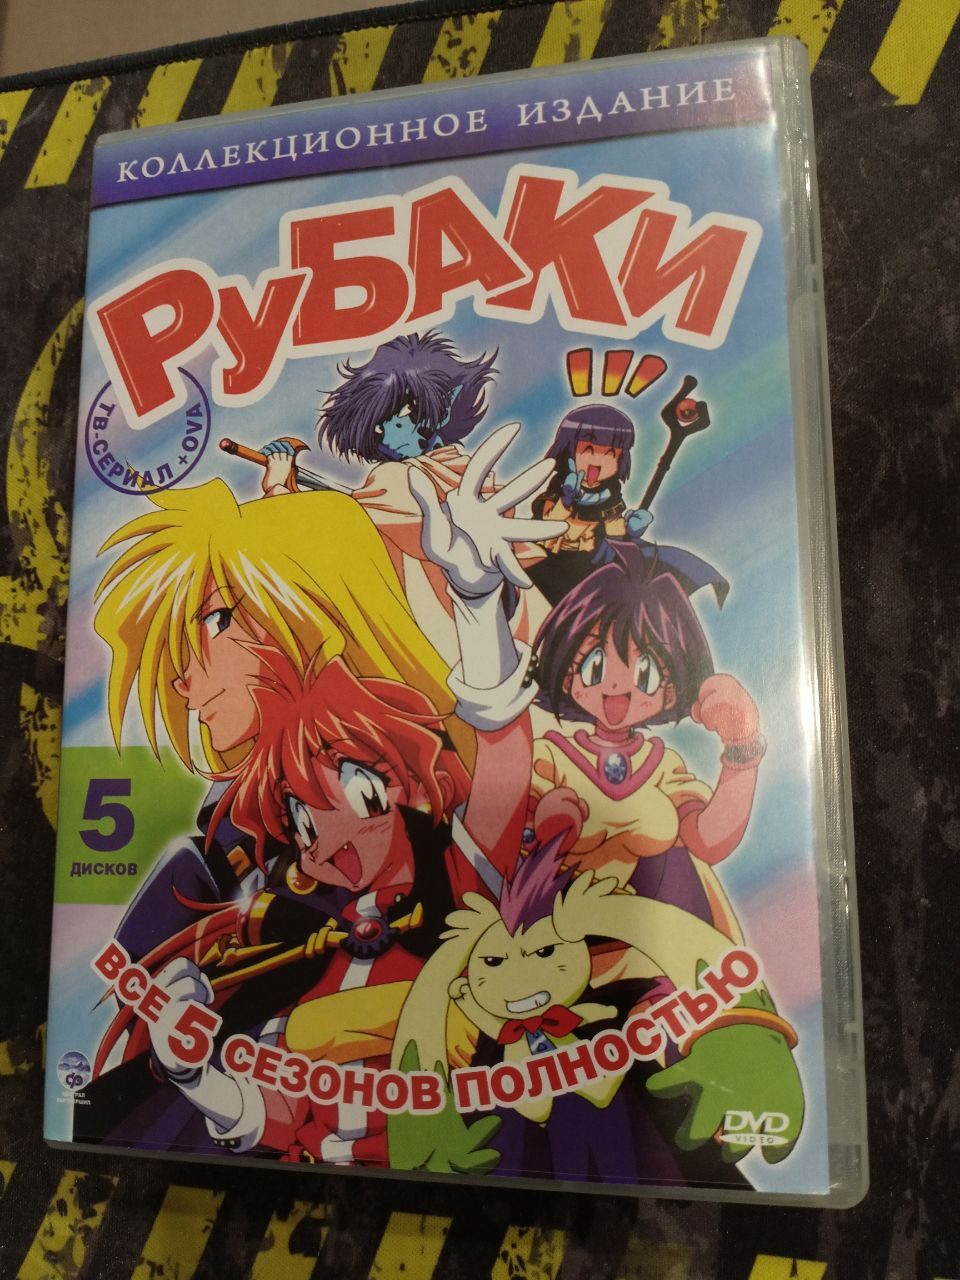 КОЛЛЕКЦИОННОЕ ИЗДАНИЕ
РУБАКИ
ТВ-СЕРИАЛ + OVA
5
ДИСКОВ
ВСЕ 5 СЕЗОНОВ ПОЛНОСТЬЮ
DVD
VIDEO